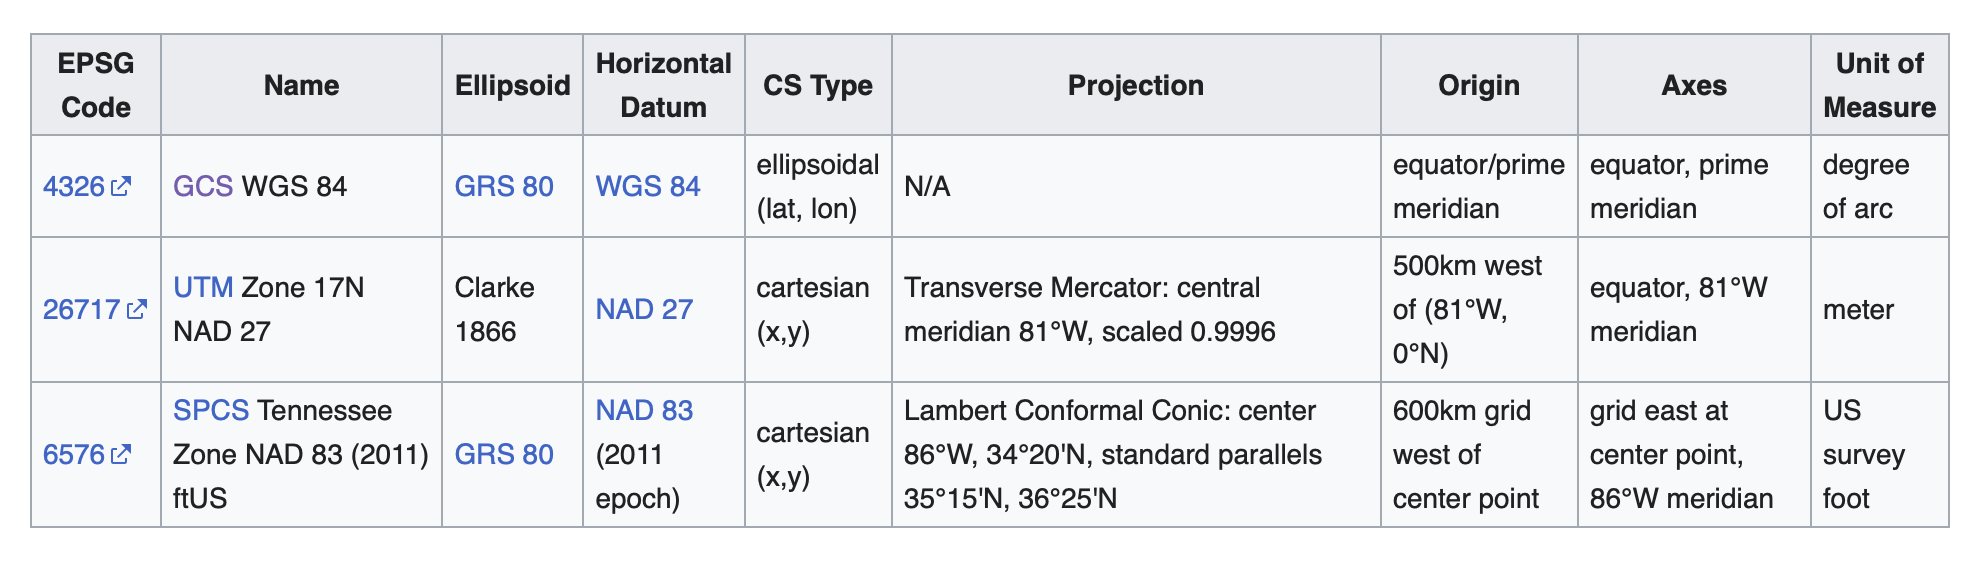 EPSG Code	Name	Ellipsoid	Horizontal Datum	CS Type	Projection	Origin	Axes	Unit of Measure
4326	GCS WGS 84	GRS 80	WGS 84	ellipsoidal (lat, lon)	N/A	equator/prime meridian	equator, prime meridian	degree of arc
26717	UTM Zone 17N NAD 27	Clarke 1866	NAD 27	cartesian (x,y)	Transverse Mercator: central meridian 81°W, scaled 0.9996	500km west of (81°W, 0°N)	equator, 81°W meridian	meter
6576	SPCS Tennessee Zone NAD 83 (2011) ftUS	GRS 80	NAD 83 (2011 epoch)	cartesian (x,y)	Lambert Conformal Conic: center 86°W, 34°20'N, standard parallels 35°15'N, 36°25'N	600km grid west of center point	grid east at center point, 86°W meridian	US survey foot